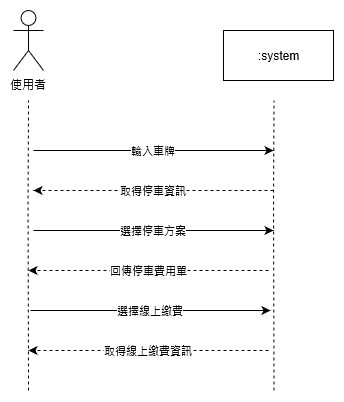 使用者
:system
輸入車牌
取得停車資訊
選擇停車方案
回傳停車費用單
選擇線上繳費
取得線上繳費資訊